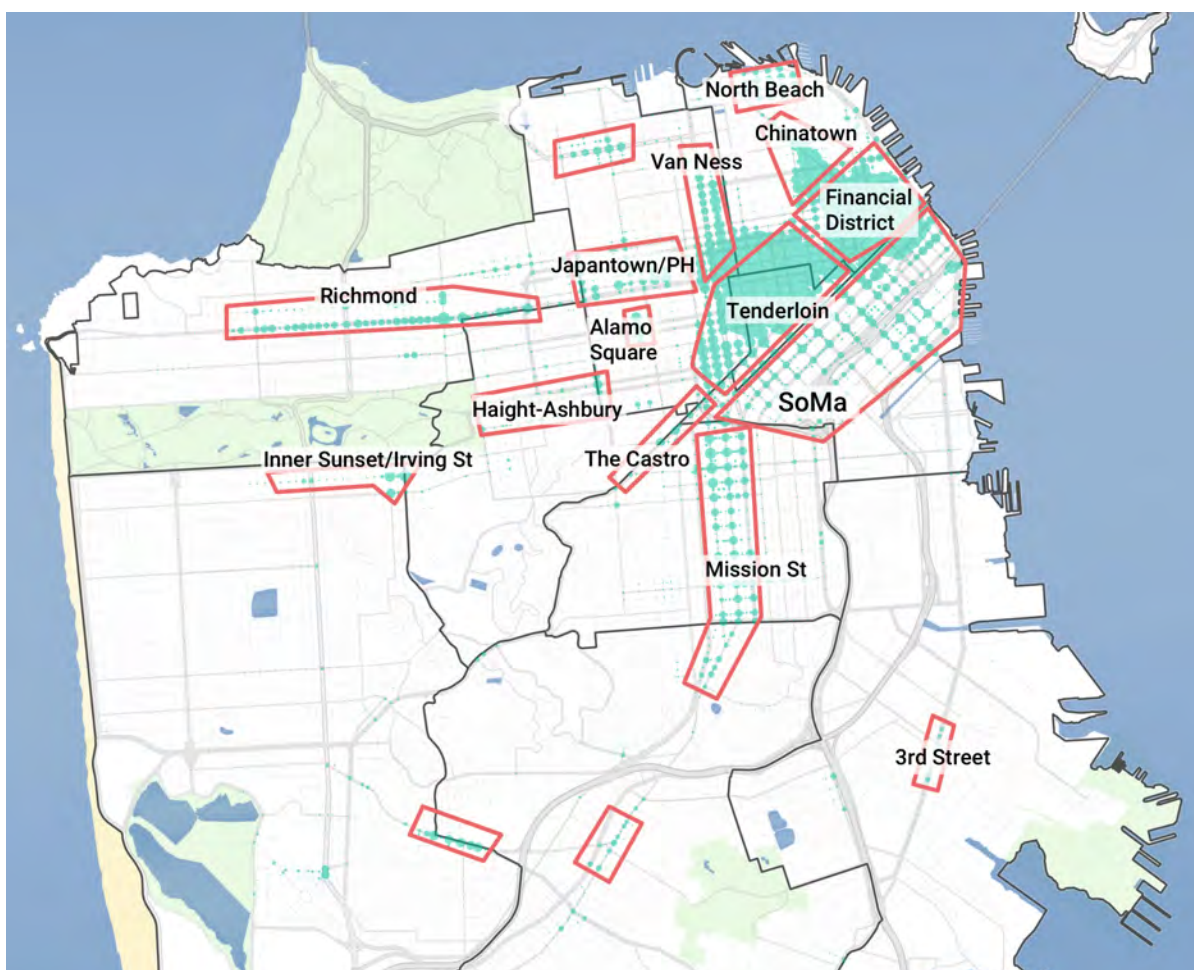 North Beach
Chinatown
Van Ness
Financial
District
Japantown/PH
Richmond
Tenderloin
Alamo
Square
SoMa
Haight-Ashbury
Inner Sunset/Irving St
The Castro
Mission St
3rd Street